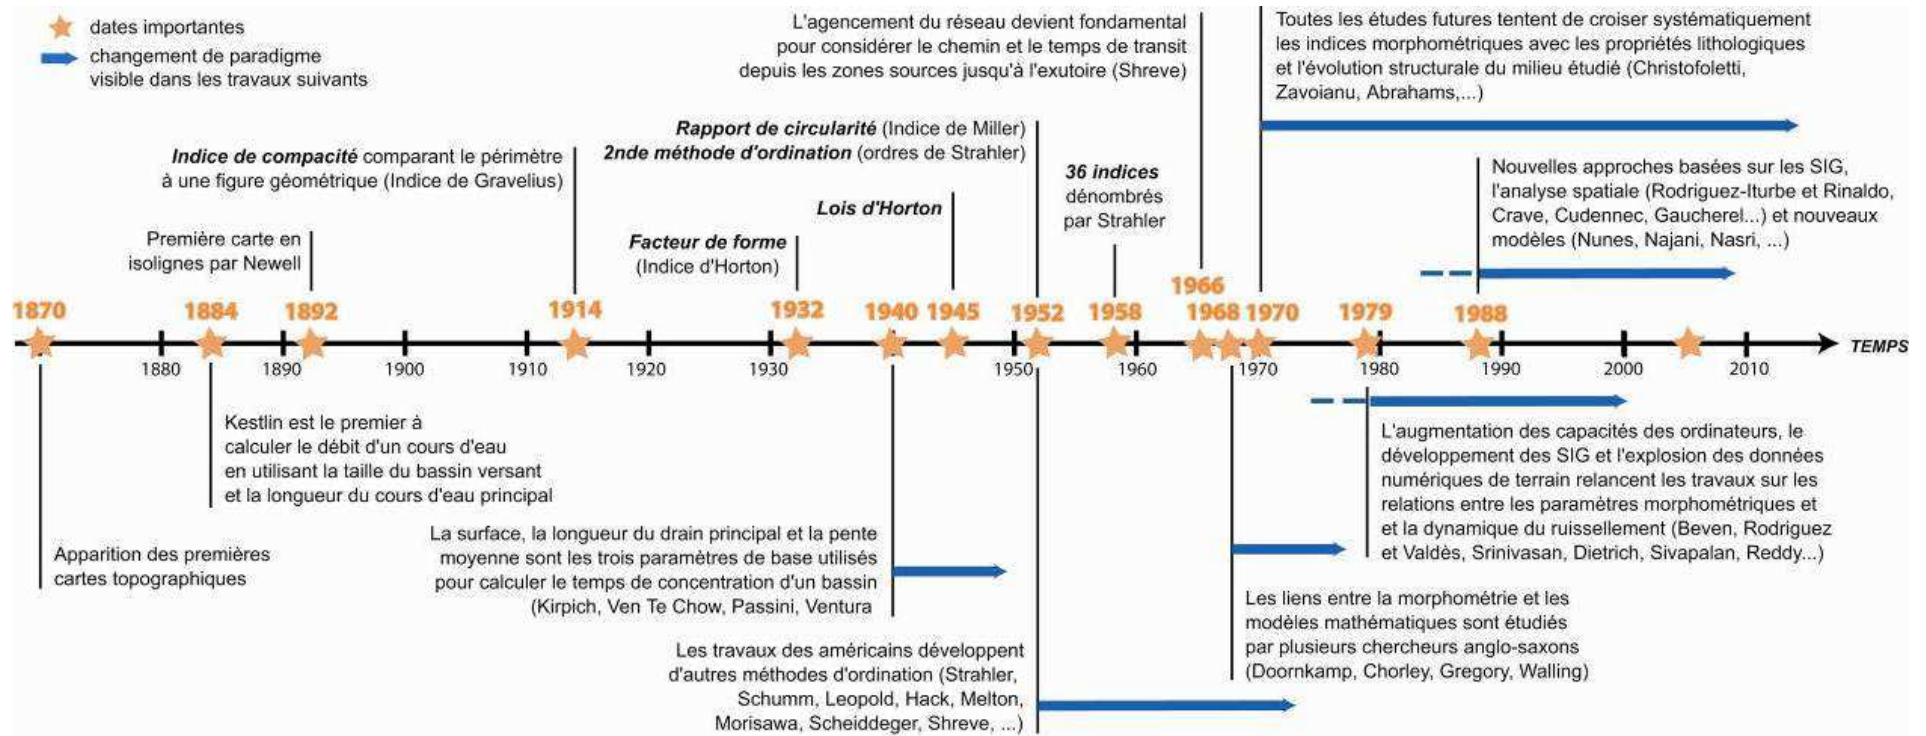 dates importantes
changement de paradigme
visible dans les travaux suivants
L'agencement du réseau devient fondamental
pour considérer le chemin et le temps de transit
depuis les zones sources jusqu'à l'exutoire (Shreve)
Toutes les études futures tentent de croiser systématiquement
les indices morphométriques avec les propriétés lithologiques
et l'évolution structurale du milieu étudié (Christofoletti,
Zavoianu, Abrahams,...)
Indice de compacité comparant le périmètre
à une figure géométrique (Indice de Gravelius)
Rapport de circularité (Indice de Miller)
2nde méthode d'ordination (ordres de Strahler)
36 indices
dénombrés
par Strahler
Nouvelles approches basées sur les SIG,
l'analyse spatiale (Rodriguez-Iturbe et Rinaldo,
Crave, Cudennec, Gaucherel...) et nouveaux
modèles (Nunes, Najani, Nasri, ...)
Première carte en
isolignes par Newell
Facteur de forme
(Indice d'Horton)
Lois d'Horton
1870 1884 1892 1914 1932 1940 1945 1952 1958 1966 1968 1970 1979 1988
TEMPS
1880 1890 1900 1910 1920 1930 1950 1960 1970 1980 1990 2000 2010
Kestlin est le premier à
calculer le débit d'un cours d'eau
en utilisant la taille du bassin versant
et la longueur du cours d'eau principal
Apparition des premières
cartes topographiques
La surface, la longueur du drain principal et la pente
moyenne sont les trois paramètres de base utilisés
pour calculer le temps de concentration d'un bassin
(Kirpich, Ven Te Chow, Passini, Ventura
Les travaux des américains développent
d'autres méthodes d'ordination (Strahler,
Schumm, Leopold, Hack, Melton,
Morisawa, Scheiddeger, Shreve, ...)
L'augmentation des capacités des ordinateurs, le
développement des SIG et l'explosion des données
numériques de terrain relancent les travaux sur les
relations entre les paramètres morphométriques et
et la dynamique du ruissellement (Beven, Rodriguez
et Valdès, Srinivasan, Dietrich, Sivapalan, Reddy...)
Les liens entre la morphométrie et les
modèles mathématiques sont étudiés
par plusieurs chercheurs anglo-saxons
(Doornkamp, Chorley, Gregory, Walling)